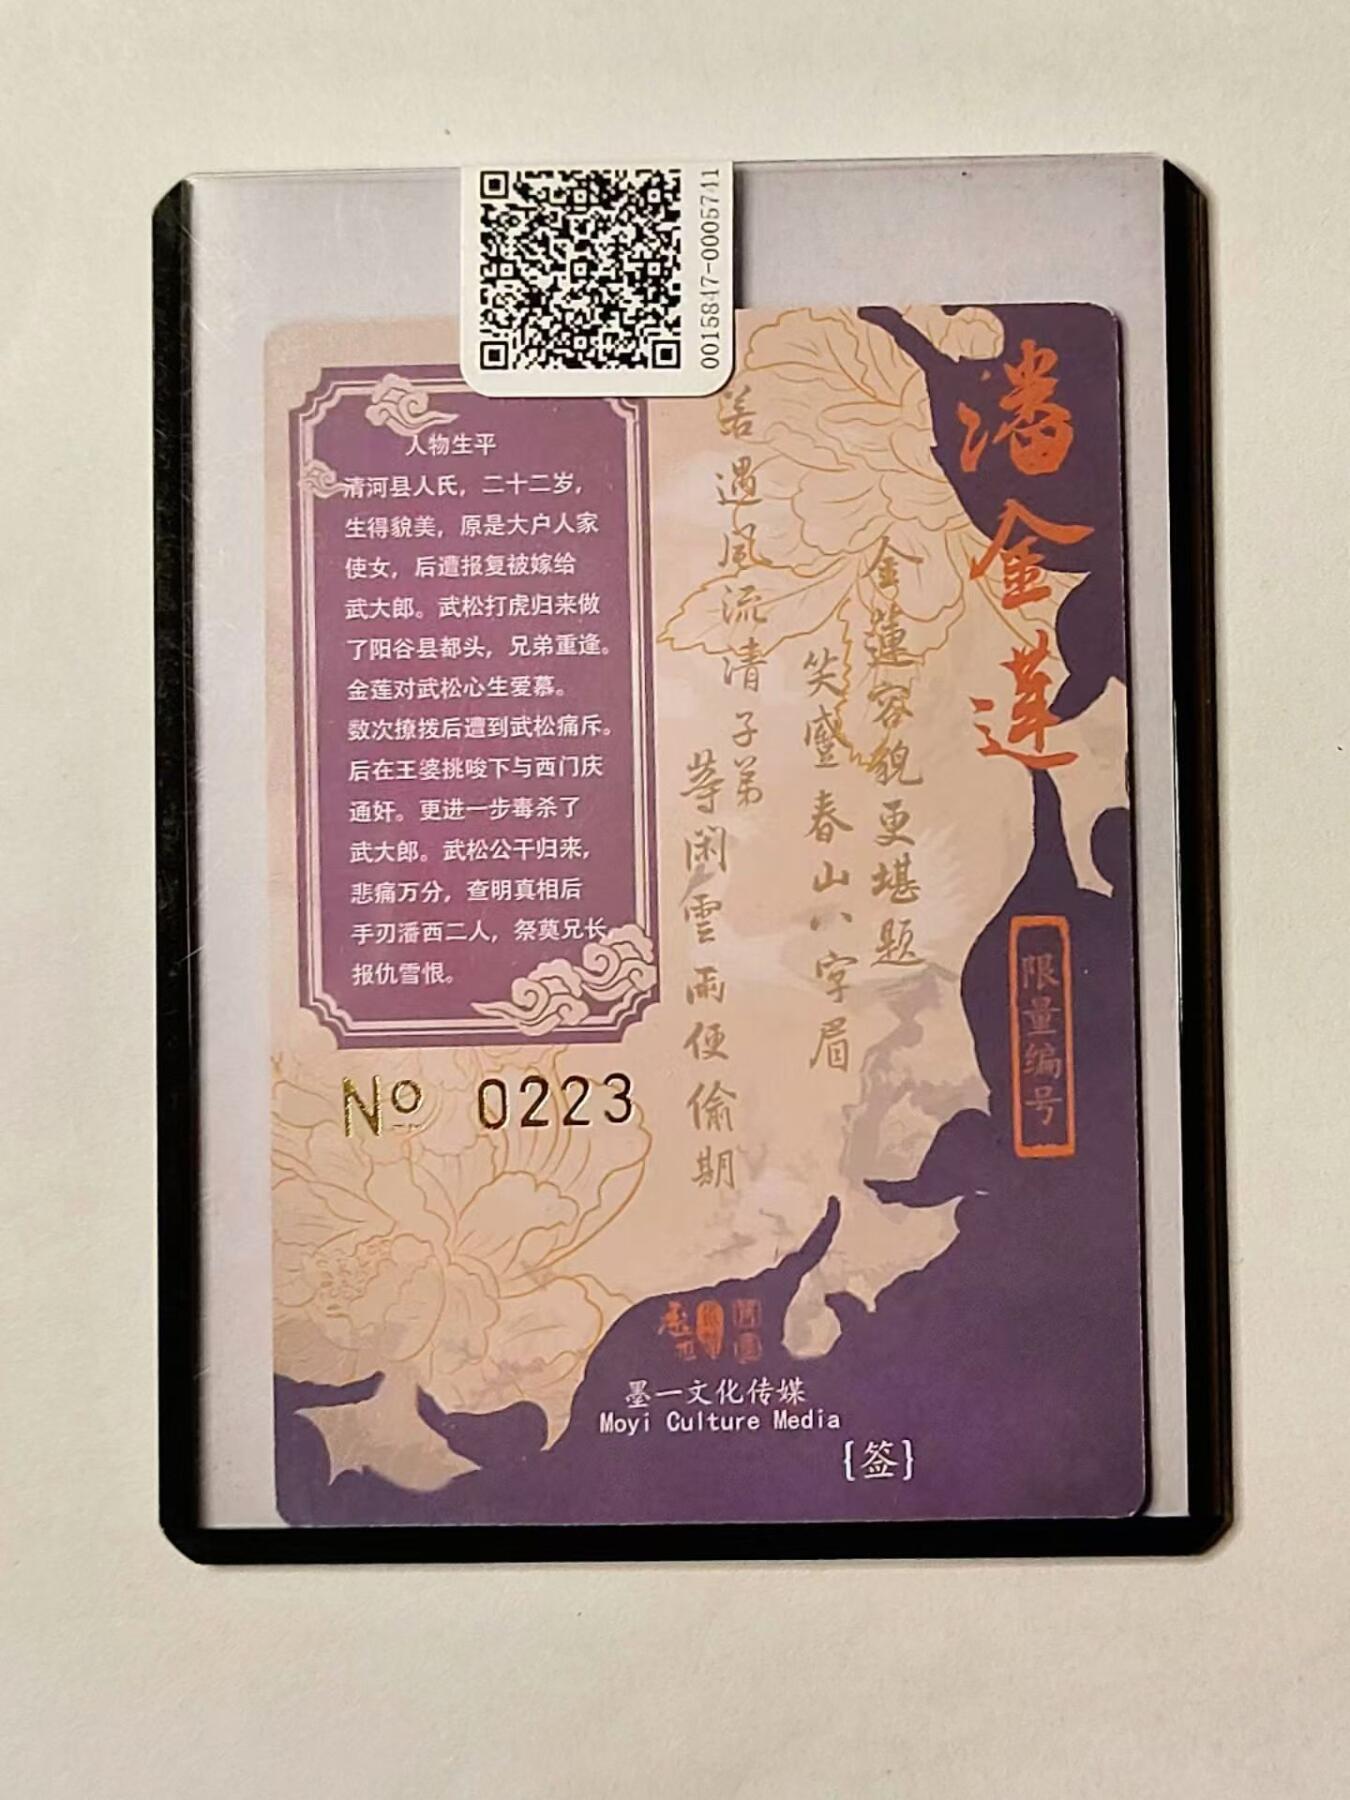 0015847-0005741
潘金莲
限量编号
金蓮容貌更堪题
笑蹙春山八字眉
若遇风流清子弟
等闲雲雨便偷期
人物生平
清河县人氏，二十二岁，
生得貌美，原是大户人家
使女，后遭报复被嫁给
武大郎。武松打虎归来做
了阳谷县都头，兄弟重逢。
金莲对武松心生爱慕。
数次撩拨后遭到武松痛斥。
后在王婆挑唆下与西门庆
通奸。更进一步毒杀了
武大郎。武松公干归来，
悲痛万分，查明真相后
手刃潘西二人，祭奠兄长
报仇雪恨。
No 0223
墨一文化传媒
Moyi Culture Media
{签}